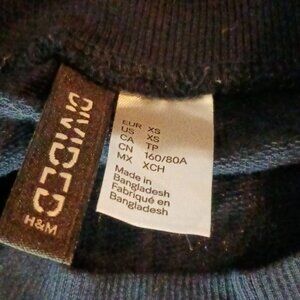 DIVIDED
H&M
EUR XS
US XS
CA TP
CN 160/80A
MX XCH
Made in
Bangladesh
Fabriqué en
Bangladesh